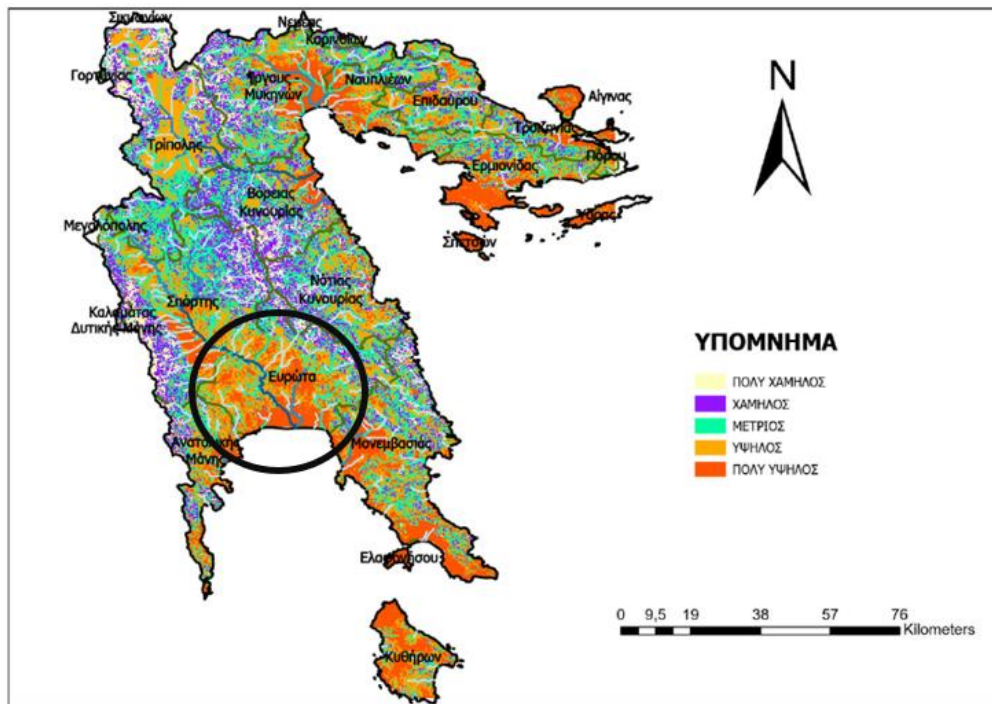 Σικυωνίων
Νεμέας
Κορινθίων
Γορτυνίας
Άργους -
Μυκηνών
Ναυπλιέων
Επιδαύρου
Αίγινας
Τροιζηνίας
Τρίπολης
Πόρου
Ερμιονίδας
Βόρειας
Κυνουρίας
Ύδρας
Μεγαλόπολης
Σπετσών
Νότιας
Κυνουρίας
Σπάρτης
Καλαμάτας
Δυτικής Μάνης
Ευρώτα
Ανατολικής
Μάνης
Μονεμβασιάς
Ελαφονήσου
Κυθήρων
N
ΥΠΟΜΝΗΜΑ
ΠΟΛΥ ΧΑΜΗΛΟΣ
ΧΑΜΗΛΟΣ
ΜΕΤΡΙΟΣ
ΥΨΗΛΟΣ
ΠΟΛΥ ΥΨΗΛΟΣ
0 9,5 19 38 57 76
Kilometers